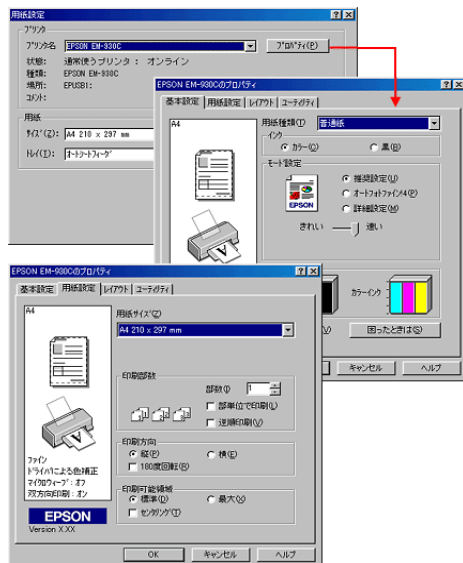 用紙設定
プリンタ
プリンタ名 EPSON EM-930C プロパティ(P)
状態: 通常使うプリンタ : オンライン
種類: EPSON EM-930C
場所: EPUSB1:
コメント:
用紙
サイズ(Z): A4 210 x 297 mm
トレイ(I): オートシートフィーダ
EPSON EM-930Cのプロパティ
基本設定 用紙設定 レイアウト ユーティリティ
A4
用紙種類(T) 普通紙
インク
カラー(C) 黒(B)
モード設定
EPSON
推奨設定(U)
オートフォトファイン!4(P)
詳細設定(M)
きれい 速い
カラーインク
困ったときは(S)
キャンセル ヘルプ
EPSON EM-930Cのプロパティ
基本設定 用紙設定 レイアウト ユーティリティ
A4
用紙サイズ(Z)
A4 210 x 297 mm
印刷部数
部数(I) 1
部単位で印刷(L)
逆順印刷(V)
印刷方向
縦(P) 横(E)
180度回転(R)
印刷可能領域
標準(D) 最大(X)
センタリング(T)
ファイン
ドライバによる色補正
マイクロウィーブ : オフ
双方向印刷 : オン
EPSON
Version X.XX
OK キャンセル ヘルプ